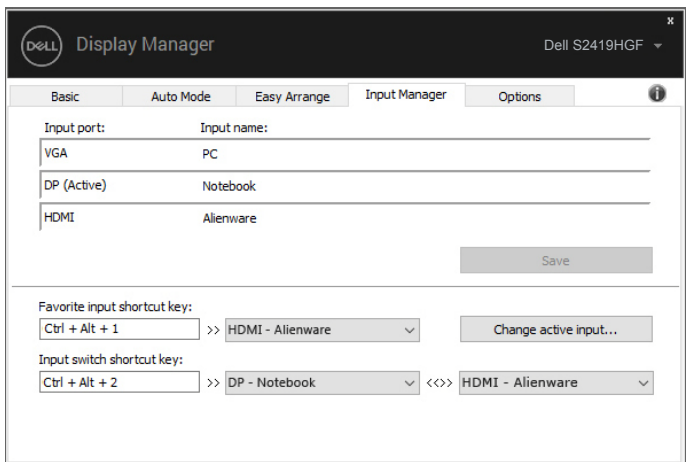 x
DELL Display Manager Dell S2419HGF
Basic Auto Mode Easy Arrange Input Manager Options i
Input port: Input name:
VGA PC
DP (Active) Notebook
HDMI Alienware
Save
Favorite input shortcut key:
Ctrl + Alt + 1 >> HDMI - Alienware Change active input...
Input switch shortcut key:
Ctrl + Alt + 2 >> DP - Notebook <<>> HDMI - Alienware